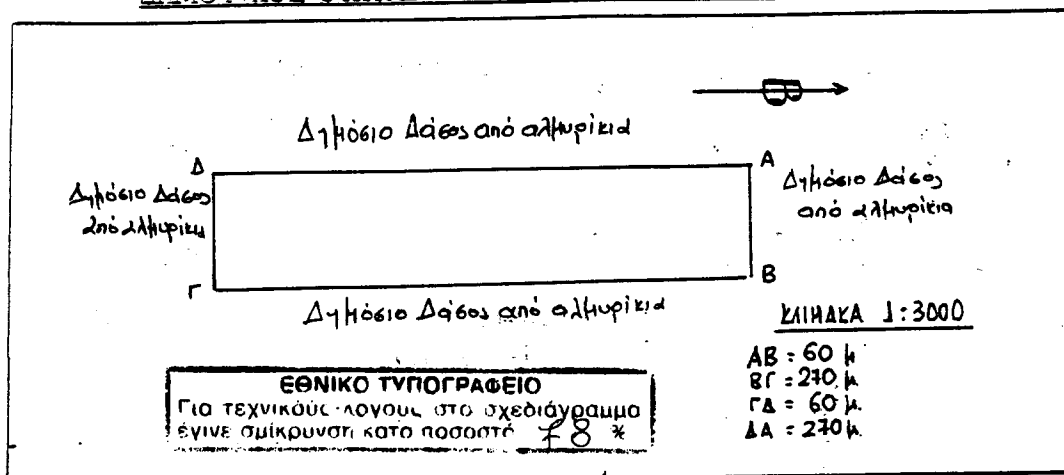 Δημόσιο Δάσος από αλμυρίκια
Δ
Α
Δημόσιο Δάσος
από αλμυρίκια
Δημόσιο Δάσος
από αλμυρίκια
Γ
Β
Δημόσιο Δάσος από αλμυρίκια
ΚΛΙΜΑΚΑ 1:3000
ΑΒ = 60 μ
ΒΓ = 270 μ.
ΓΔ = 60 μ.
ΔΑ = 270 μ.
ΕΘΝΙΚΟ ΤΥΠΟΓΡΑΦΕΙΟ
Για τεχνικούς λόγους στο σχεδιάγραμμα
έγινε σμίκρυνση κατά ποσοστό 78 %